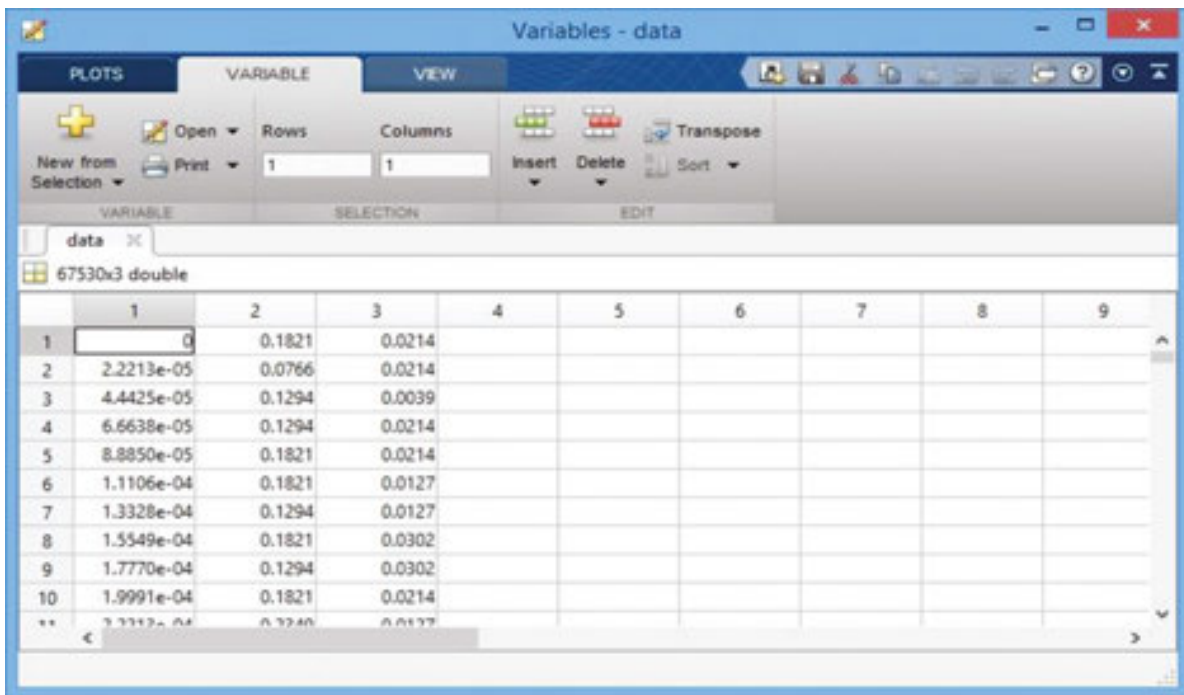 Variables - data
PLOTS VARIABLE VIEW
New from Selection
Open
Print
Rows Columns
1 1
Insert Delete
Transpose
Sort
VARIABLE SELECTION EDIT
data
67530x3 double
1 2 3 4 5 6 7 8 9
1 0 0.1821 0.0214
2 2.2213e-05 0.0766 0.0214
3 4.4425e-05 0.1294 0.0039
4 6.6638e-05 0.1294 0.0214
5 8.8850e-05 0.1821 0.0214
6 1.1106e-04 0.1821 0.0127
7 1.3328e-04 0.1294 0.0127
8 1.5549e-04 0.1821 0.0302
9 1.7770e-04 0.1294 0.0302
10 1.9991e-04 0.1821 0.0214